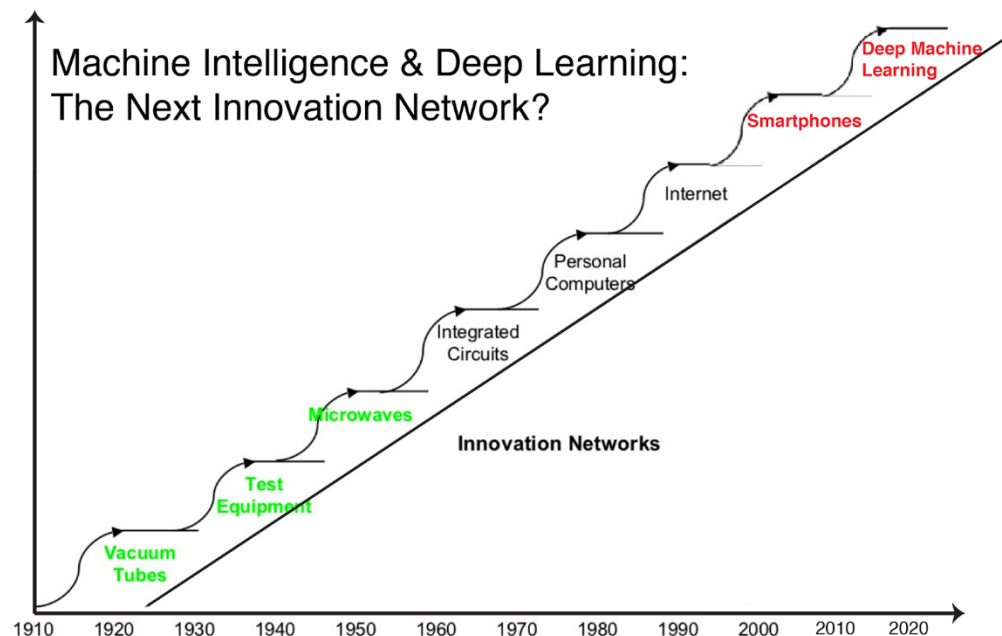 Machine Intelligence & Deep Learning:
The Next Innovation Network?
Deep Machine
Learning
Smartphones
Internet
Personal
Computers
Integrated
Circuits
Microwaves
Innovation Networks
Test
Equipment
Vacuum
Tubes
1910 1920 1930 1940 1950 1960 1970 1980 1990 2000 2010 2020